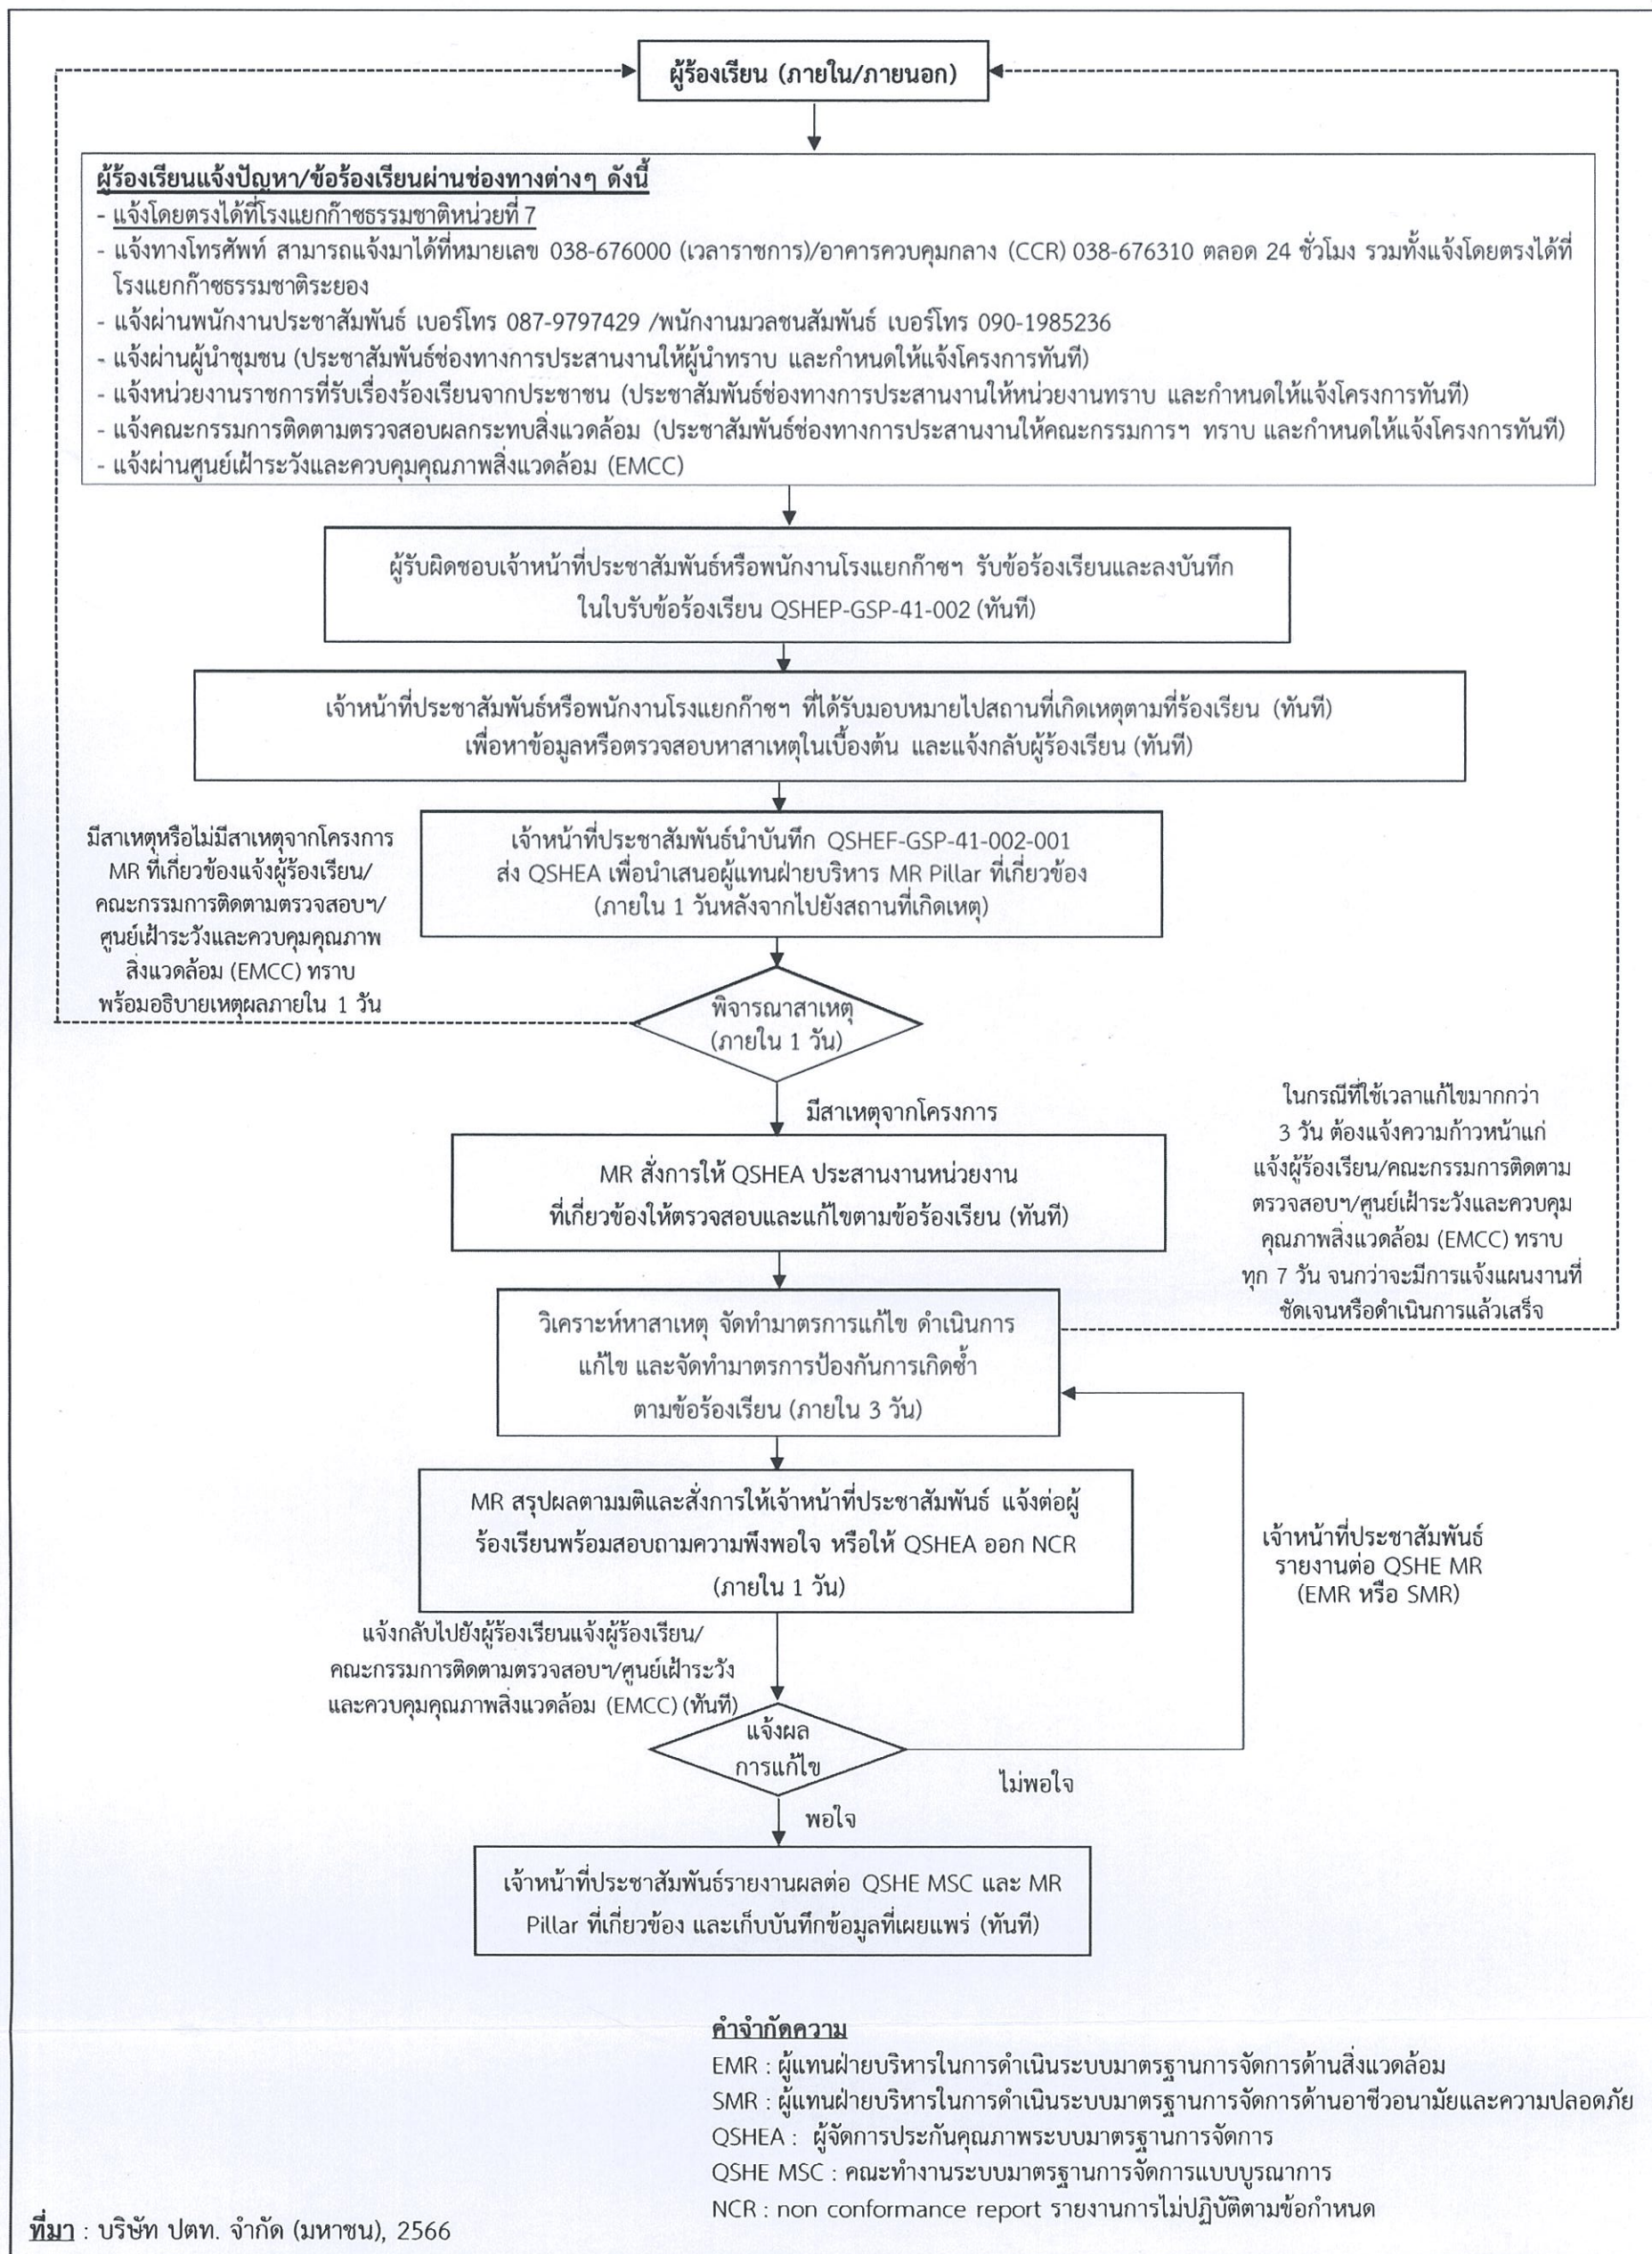 ผู้ร้องเรียน (ภายใน/ภายนอก)
ผู้ร้องเรียนแจ้งปัญหา/ข้อร้องเรียนผ่านช่องทางต่างๆ ดังนี้
- แจ้งโดยตรงได้ที่โรงแยกก๊าซธรรมชาติหน่วยที่ 7
- แจ้งทางโทรศัพท์ สามารถแจ้งมาได้ที่หมายเลข 038-676000 (เวลาราชการ)/อาคารควบคุมกลาง (CCR) 038-676310 ตลอด 24 ชั่วโมง รวมทั้งแจ้งโดยตรงได้ที่
โรงแยกก๊าซธรรมชาติระยอง
- แจ้งผ่านพนักงานประชาสัมพันธ์ เบอร์โทร 087-9797429 /พนักงานมวลชนสัมพันธ์ เบอร์โทร 090-1985236
- แจ้งผ่านผู้นำชุมชน (ประชาสัมพันธ์ช่องทางการประสานงานให้ผู้นำทราบ และกำหนดให้แจ้งโครงการทันที)
- แจ้งหน่วยงานราชการที่รับเรื่องร้องเรียนจากประชาชน (ประชาสัมพันธ์ช่องทางการประสานงานให้หน่วยงานทราบ และกำหนดให้แจ้งโครงการทันที)
- แจ้งคณะกรรมการติดตามตรวจสอบผลกระทบสิ่งแวดล้อม (ประชาสัมพันธ์ช่องทางการประสานงานให้คณะกรรมการฯ ทราบ และกำหนดให้แจ้งโครงการทันที)
- แจ้งผ่านศูนย์เฝ้าระวังและควบคุมคุณภาพสิ่งแวดล้อม (EMCC)
ผู้รับผิดชอบเจ้าหน้าที่ประชาสัมพันธ์หรือพนักงานโรงแยกก๊าซฯ รับข้อร้องเรียนและลงบันทึก
ในใบรับข้อร้องเรียน QSHEP-GSP-41-002 (ทันที)
เจ้าหน้าที่ประชาสัมพันธ์หรือพนักงานโรงแยกก๊าซฯ ที่ได้รับมอบหมายไปสถานที่เกิดเหตุตามที่ร้องเรียน (ทันที)
เพื่อหาข้อมูลหรือตรวจสอบหาสาเหตุในเบื้องต้น และแจ้งกลับผู้ร้องเรียน (ทันที)
เจ้าหน้าที่ประชาสัมพันธ์นำบันทึก QSHEF-GSP-41-002-001
ส่ง QSHEA เพื่อนำเสนอผู้แทนฝ่ายบริหาร MR Pillar ที่เกี่ยวข้อง
(ภายใน 1 วันหลังจากไปยังสถานที่เกิดเหตุ)
มีสาเหตุหรือไม่มีสาเหตุจากโครงการ
MR ที่เกี่ยวข้องแจ้งผู้ร้องเรียน/
คณะกรรมการติดตามตรวจสอบฯ/
ศูนย์เฝ้าระวังและควบคุมคุณภาพ
สิ่งแวดล้อม (EMCC) ทราบ
พร้อมอธิบายเหตุผลภายใน 1 วัน
พิจารณาสาเหตุ
(ภายใน 1 วัน)
มีสาเหตุจากโครงการ
MR สั่งการให้ QSHEA ประสานงานหน่วยงาน
ที่เกี่ยวข้องให้ตรวจสอบและแก้ไขตามข้อร้องเรียน (ทันที)
ในกรณีที่ใช้เวลาแก้ไขมากกว่า
3 วัน ต้องแจ้งความก้าวหน้าแก่
แจ้งผู้ร้องเรียน/คณะกรรมการติดตาม
ตรวจสอบฯ/ศูนย์เฝ้าระวังและควบคุม
คุณภาพสิ่งแวดล้อม (EMCC) ทราบ
ทุก 7 วัน จนกว่าจะมีการแจ้งแผนงานที่
ชัดเจนหรือดำเนินการแล้วเสร็จ
วิเคราะห์หาสาเหตุ จัดทำมาตรการแก้ไข ดำเนินการ
แก้ไข และจัดทำมาตรการป้องกันการเกิดซ้ำ
ตามข้อร้องเรียน (ภายใน 3 วัน)
MR สรุปผลตามมติและสั่งการให้เจ้าหน้าที่ประชาสัมพันธ์ แจ้งต่อผู้
ร้องเรียนพร้อมสอบถามความพึงพอใจ หรือให้ QSHEA ออก NCR
(ภายใน 1 วัน)
เจ้าหน้าที่ประชาสัมพันธ์
รายงานต่อ QSHE MR
(EMR หรือ SMR)
แจ้งกลับไปยังผู้ร้องเรียนแจ้งผู้ร้องเรียน/
คณะกรรมการติดตามตรวจสอบฯ/ศูนย์เฝ้าระวัง
และควบคุมคุณภาพสิ่งแวดล้อม (EMCC) (ทันที)
แจ้งผล
การแก้ไข
ไม่พอใจ
พอใจ
เจ้าหน้าที่ประชาสัมพันธ์รายงานผลต่อ QSHE MSC และ MR
Pillar ที่เกี่ยวข้อง และเก็บบันทึกข้อมูลที่เผยแพร่ (ทันที)
คำจำกัดความ
EMR : ผู้แทนฝ่ายบริหารในการดำเนินระบบมาตรฐานการจัดการด้านสิ่งแวดล้อม
SMR : ผู้แทนฝ่ายบริหารในการดำเนินระบบมาตรฐานการจัดการด้านอาชีวอนามัยและความปลอดภัย
QSHEA : ผู้จัดการประกันคุณภาพระบบมาตรฐานการจัดการ
QSHE MSC : คณะทำงานระบบมาตรฐานการจัดการแบบบูรณาการ
NCR : non conformance report รายงานการไม่ปฏิบัติตามข้อกำหนด
ที่มา : บริษัท ปตท. จำกัด (มหาชน), 2566